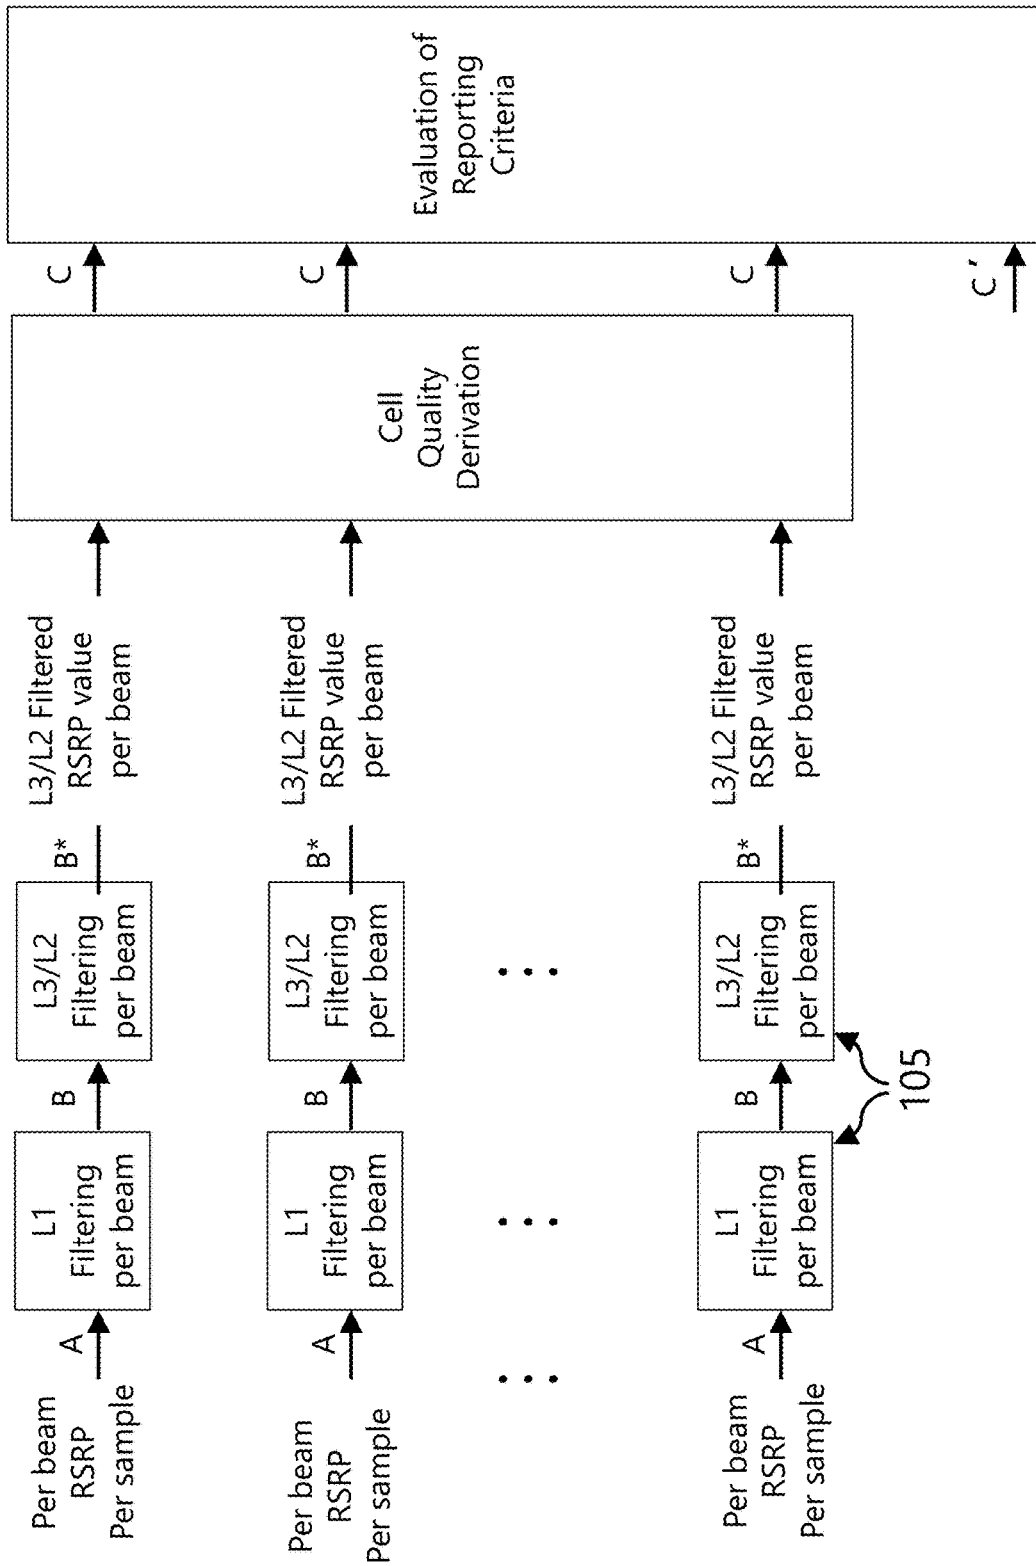 Per beam
RSRP
Per sample
A
L1
Filtering
per beam
B
L3/L2
Filtering
per beam
B*
L3/L2 Filtered
RSRP value
per beam
Per beam
RSRP
Per sample
A
L1
Filtering
per beam
B
L3/L2
Filtering
per beam
B*
L3/L2 Filtered
RSRP value
per beam
Per beam
RSRP
Per sample
A
L1
Filtering
per beam
B
L3/L2
Filtering
per beam
B*
L3/L2 Filtered
RSRP value
per beam
105
Cell
Quality
Derivation
C
C
C
C'
Evaluation of
Reporting
Criteria